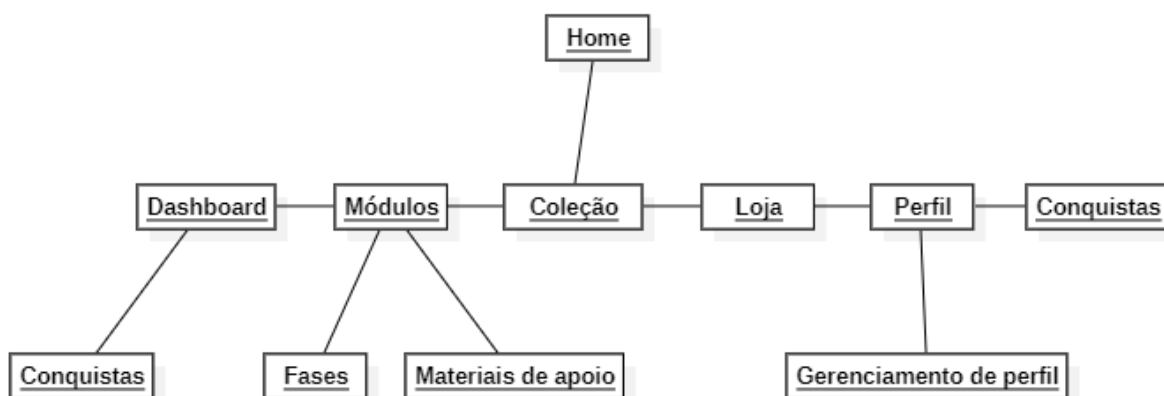 Home
Dashboard
Módulos
Coleção
Loja
Perfil
Conquistas
Conquistas
Fases
Materiais de apoio
Gerenciamento de perfil